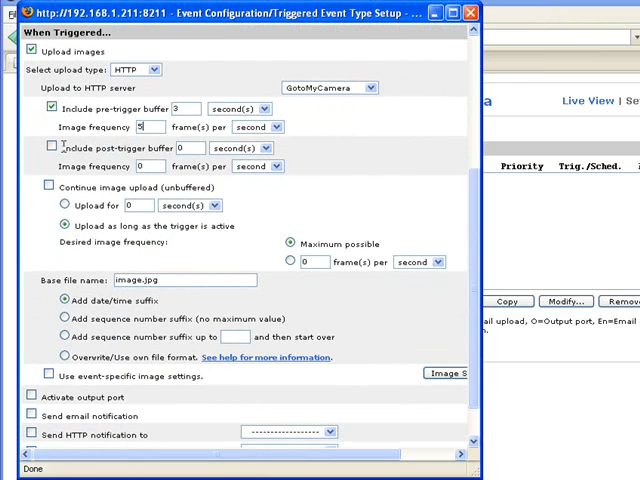 http://192.168.1.211:8211 - Event Configuration/Triggered Event Type Setup - ...
When Triggered...
Upload images
Select upload type: HTTP
Upload to HTTP server GotoMyCamera
Include pre-trigger buffer 3 second(s)
Image frequency 5 frame(s) per second
Include post-trigger buffer 0 second(s)
Image frequency 0 frame(s) per second
Continue image upload (unbuffered)
Upload for 0 second(s)
Upload as long as the trigger is active
Desired image frequency: Maximum possible
0 frame(s) per second
Base file name: image.jpg
Add date/time suffix
Add sequence number suffix (no maximum value)
Add sequence number suffix up to and then start over
Overwrite/Use own file format. See help for more information.
Use event-specific image settings. Image S
Activate output port
Send email notification
Send HTTP notification to ------------------
Done
a Live View | Se
Priority Trig./Sched.
Copy Modify... Remov
ail upload, O=Output port, En=Email
n.